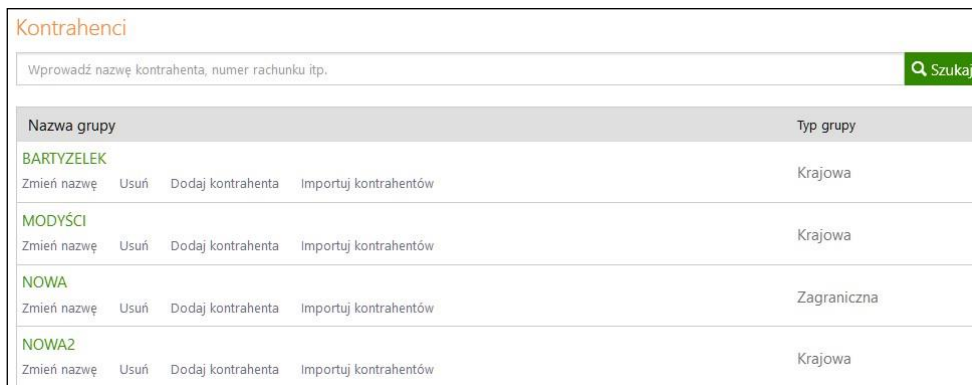 Kontrahenci
Wprowadź nazwę kontrahenta, numer rachunku itp. Szukaj
Nazwa grupy Typ grupy
BARTYZELEK
Zmień nazwę Usuń Dodaj kontrahenta Importuj kontrahentów Krajowa
MODYŚCI
Zmień nazwę Usuń Dodaj kontrahenta Importuj kontrahentów Krajowa
NOWA
Zmień nazwę Usuń Dodaj kontrahenta Importuj kontrahentów Zagraniczna
NOWA2
Zmień nazwę Usuń Dodaj kontrahenta Importuj kontrahentów Krajowa